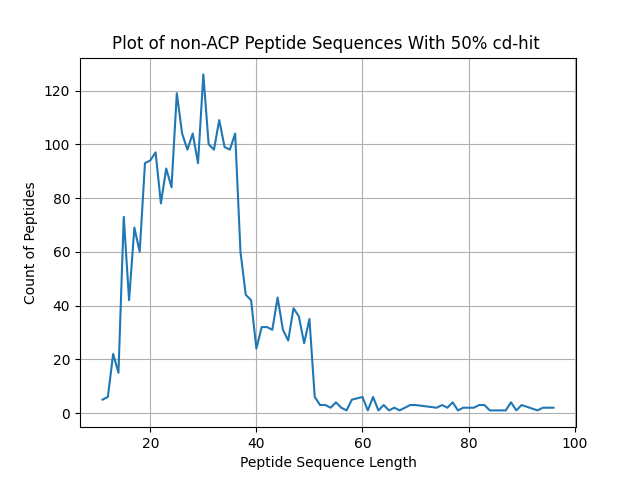 Plot of non-ACP Peptide Sequences With 50% cd-hit
120
100
80
60
40
20
0
Count of Peptides
20 40 60 80 100
Peptide Sequence Length